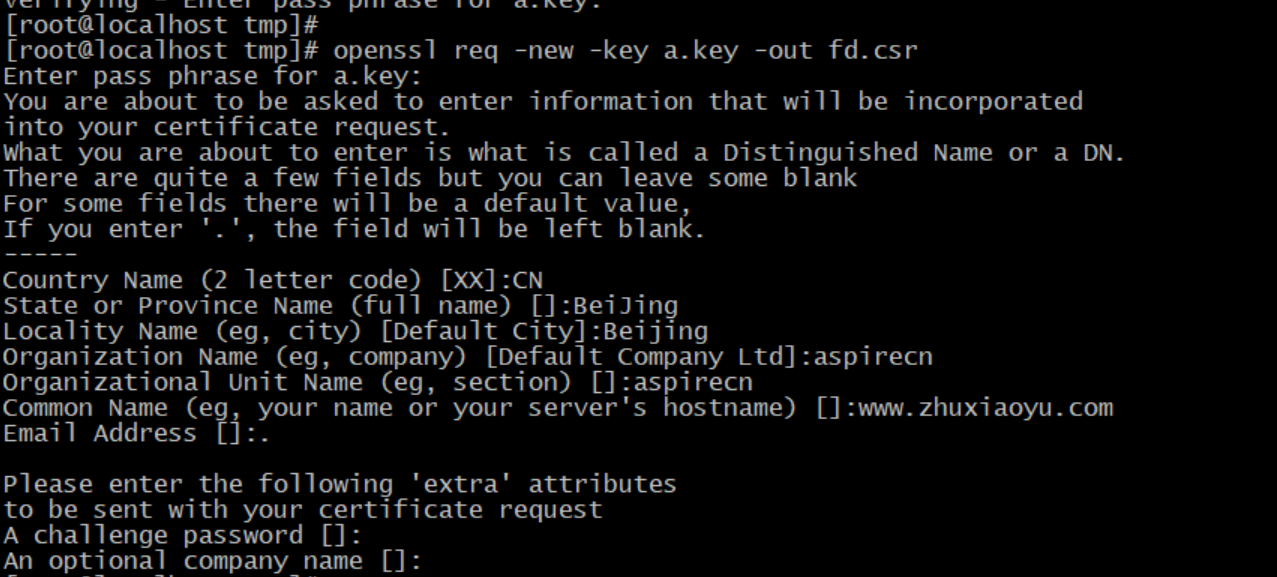 verifying - Enter pass phrase for a.key:
[root@localhost tmp]#
[root@localhost tmp]# openssl req -new -key a.key -out fd.csr
Enter pass phrase for a.key:
You are about to be asked to enter information that will be incorporated
into your certificate request.
What you are about to enter is what is called a Distinguished Name or a DN.
There are quite a few fields but you can leave some blank
For some fields there will be a default value,
If you enter '.', the field will be left blank.
-----
Country Name (2 letter code) [XX]:CN
State or Province Name (full name) []:BeiJing
Locality Name (eg, city) [Default City]:Beijing
Organization Name (eg, company) [Default Company Ltd]:aspirecn
Organizational Unit Name (eg, section) []:aspirecn
Common Name (eg, your name or your server's hostname) []:www.zhuxiaoyu.com
Email Address []:.
Please enter the following 'extra' attributes
to be sent with your certificate request
A challenge password []:
An optional company name []: